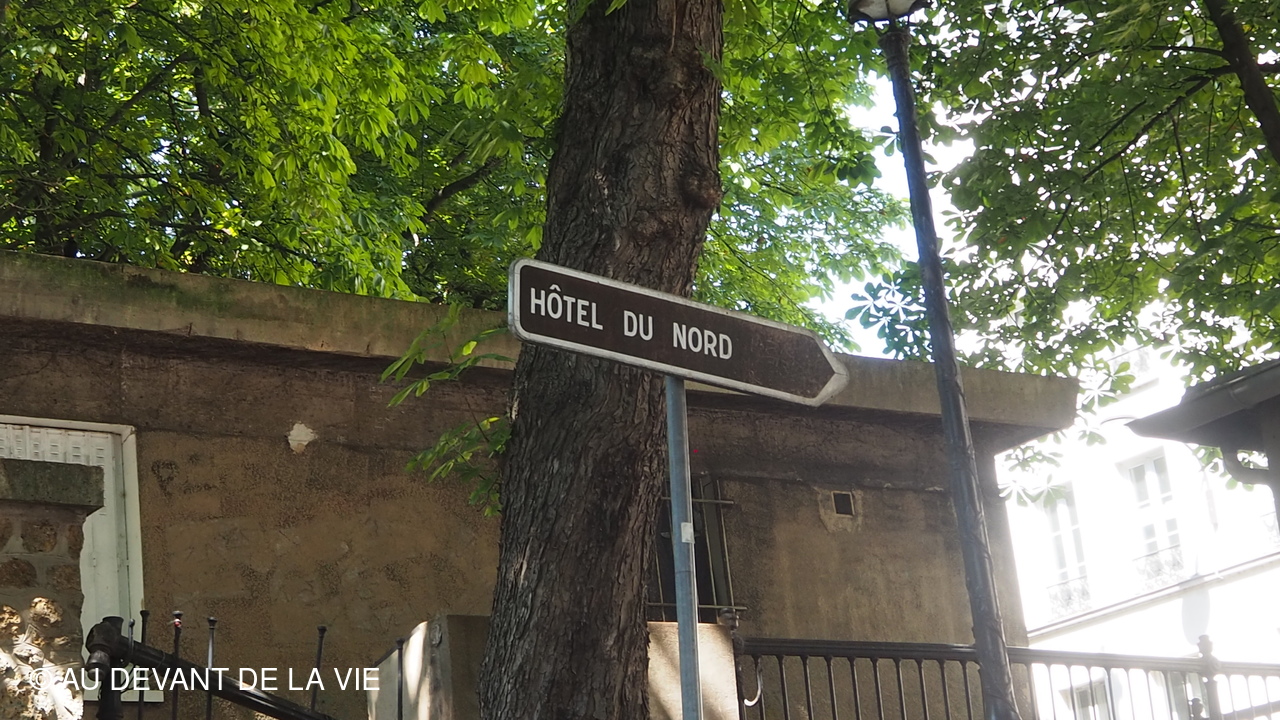 HÔTEL DU NORD
© AU DEVANT DE LA VIE